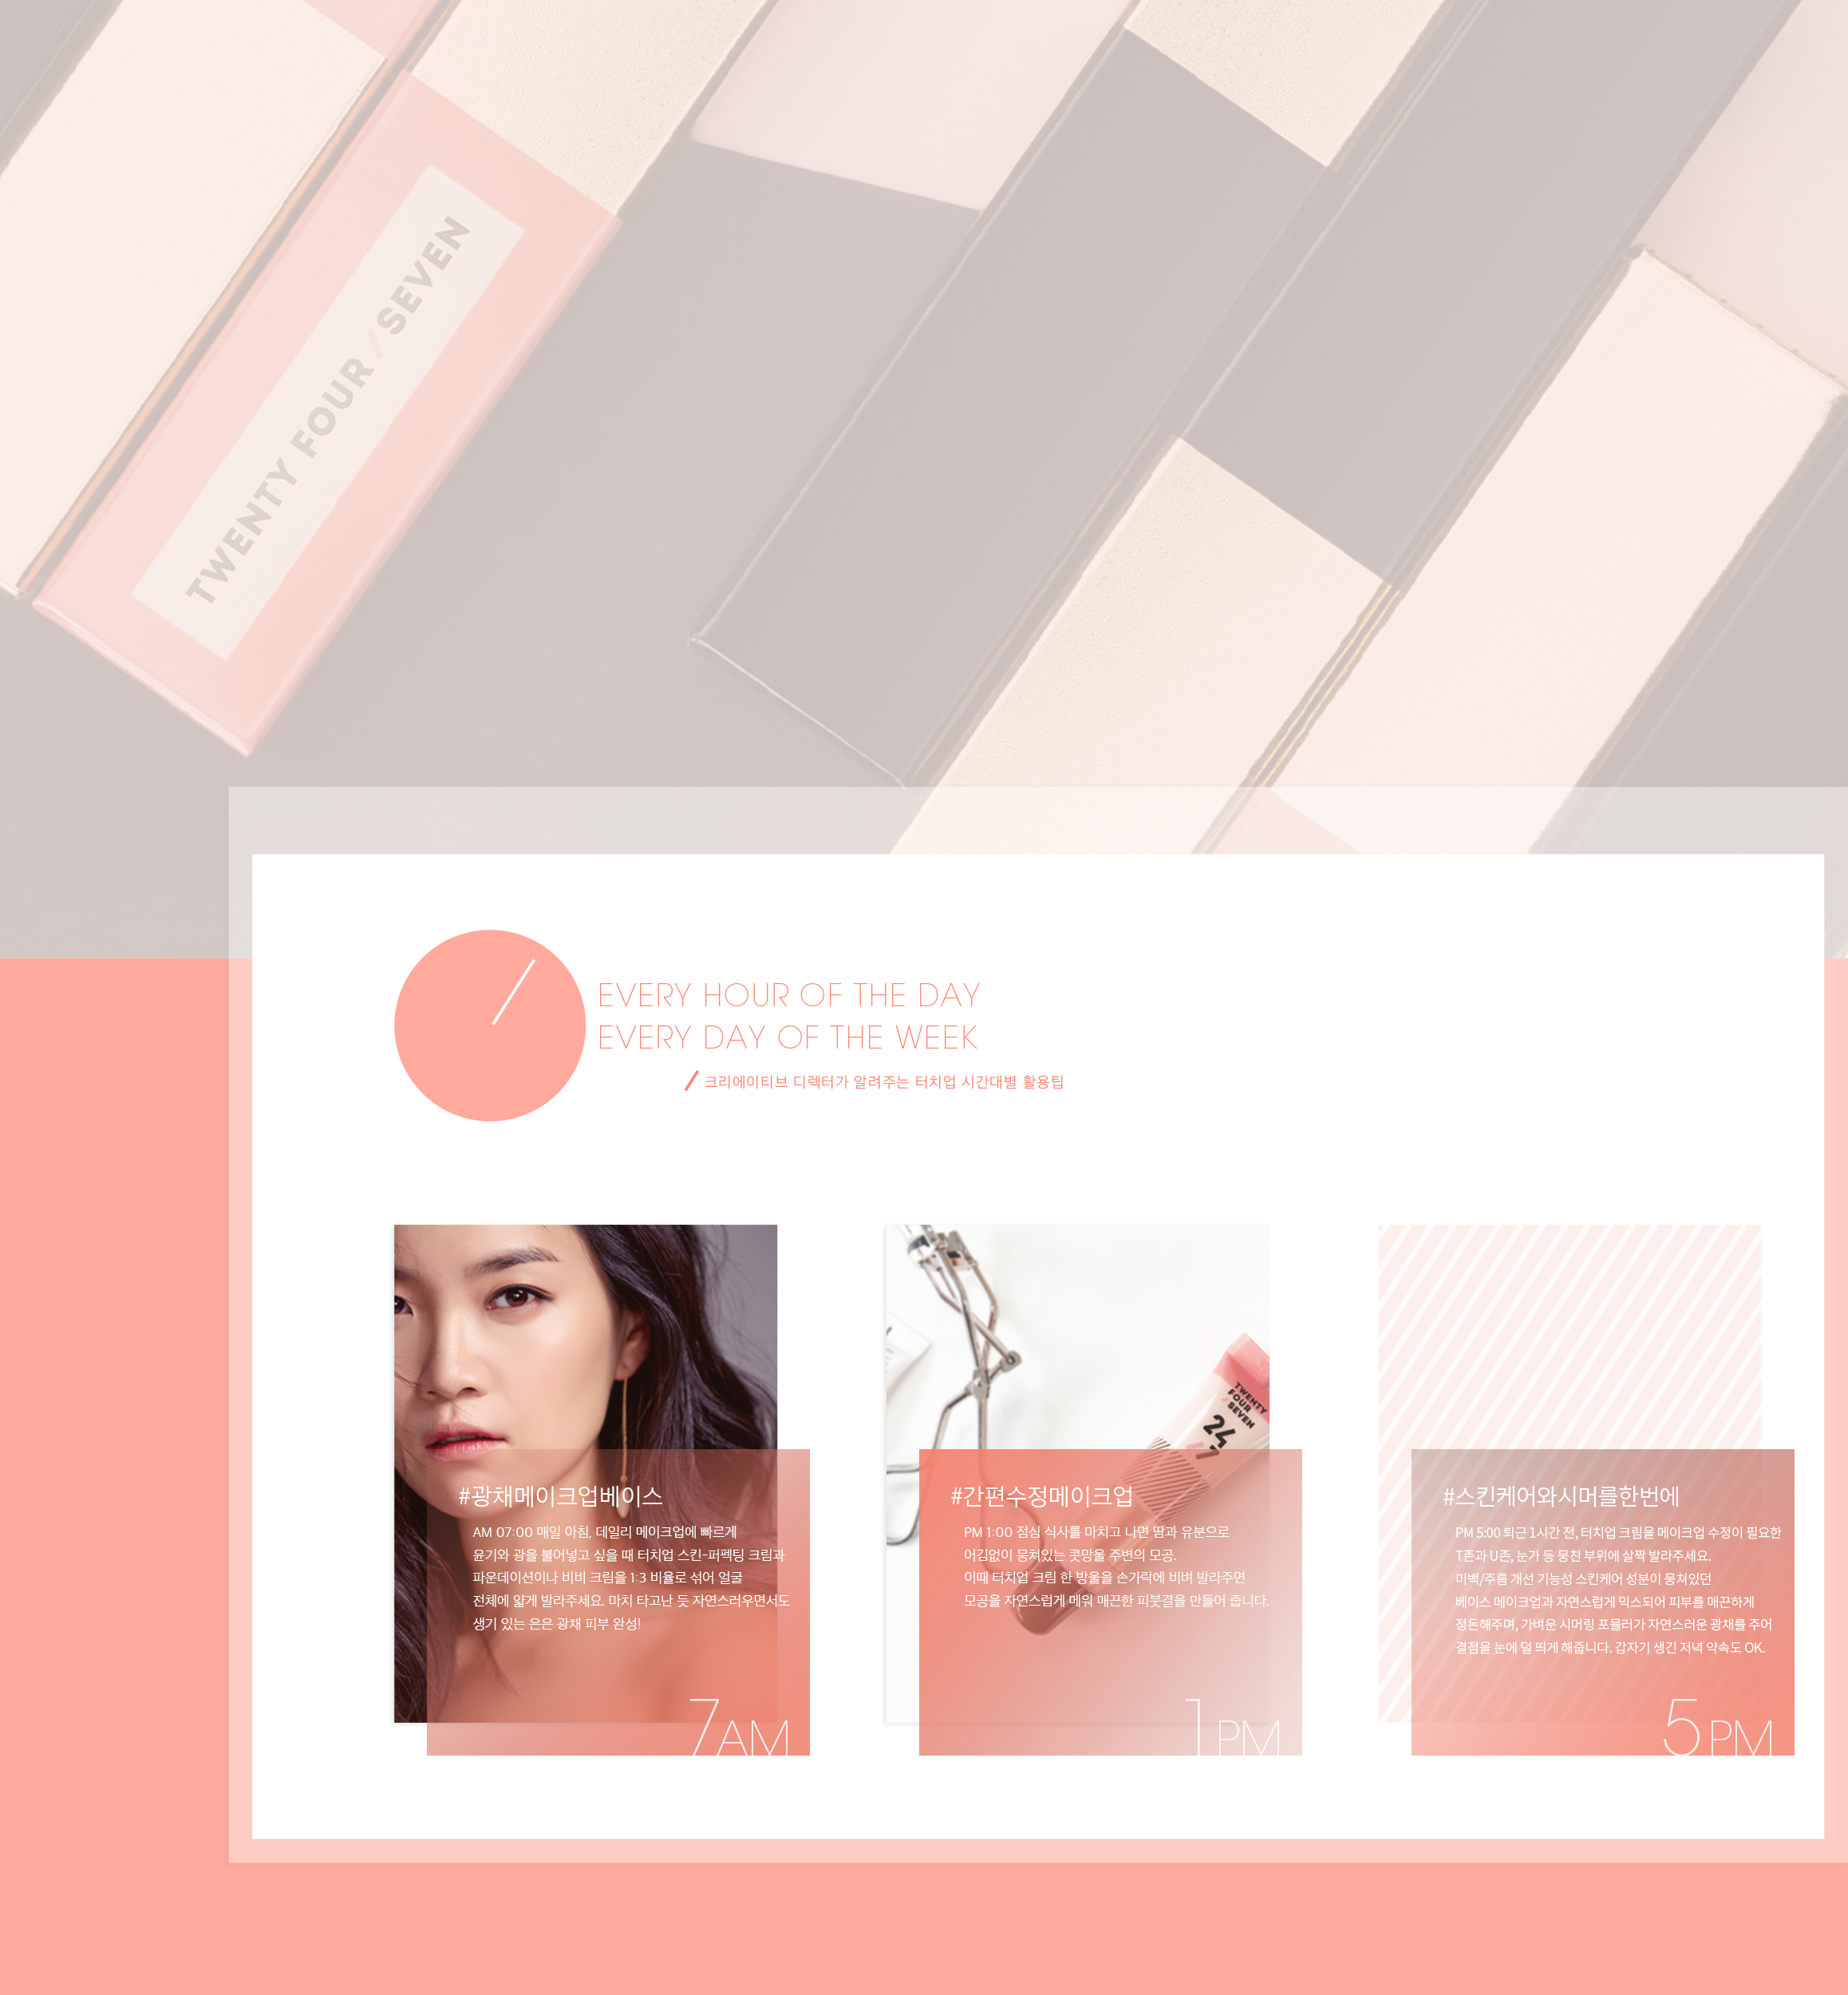 TWENTY FOUR / SEVEN
EVERY HOUR OF THE DAY
EVERY DAY OF THE WEEK
크리에이티브 디렉터가 알려주는 터치업 시간대별 활용팁
#광채메이크업베이스
AM 07:00 매일 아침, 데일리 메이크업에 빠르게
윤기와 광을 불어넣고 싶을 때 터치업 스킨-퍼펙팅 크림과
파운데이션이나 비비 크림을 1:3 비율로 섞어 얼굴
전체에 얇게 발라주세요. 마치 타고난 듯 자연스러우면서도
생기 있는 은은 광채 피부 완성!
7AM
TWENTY
FOUR
/ SEVEN
24
/7
#간편수정메이크업
PM 1:00 점심 식사를 마치고 나면 땀과 유분으로
어김없이 뭉쳐있는 콧망울 주변의 모공.
이때 터치업 크림 한 방울을 손가락에 비벼 발라주면
모공을 자연스럽게 메워 매끈한 피붓결을 만들어 줍니다.
1PM
#스킨케어와시머를한번에
PM 5:00 퇴근 1시간 전, 터치업 크림을 메이크업 수정이 필요한
T존과 U존, 눈가 등 뭉친 부위에 살짝 발라주세요.
미백/주름 개선 기능성 스킨케어 성분이 뭉쳐있던
베이스 메이크업과 자연스럽게 믹스되어 피부를 매끈하게
정돈해주며, 가벼운 시머링 포뮬러가 자연스러운 광채를 주어
결점을 눈에 덜 띄게 해줍니다. 갑자기 생긴 저녁 약속도 OK.
5PM